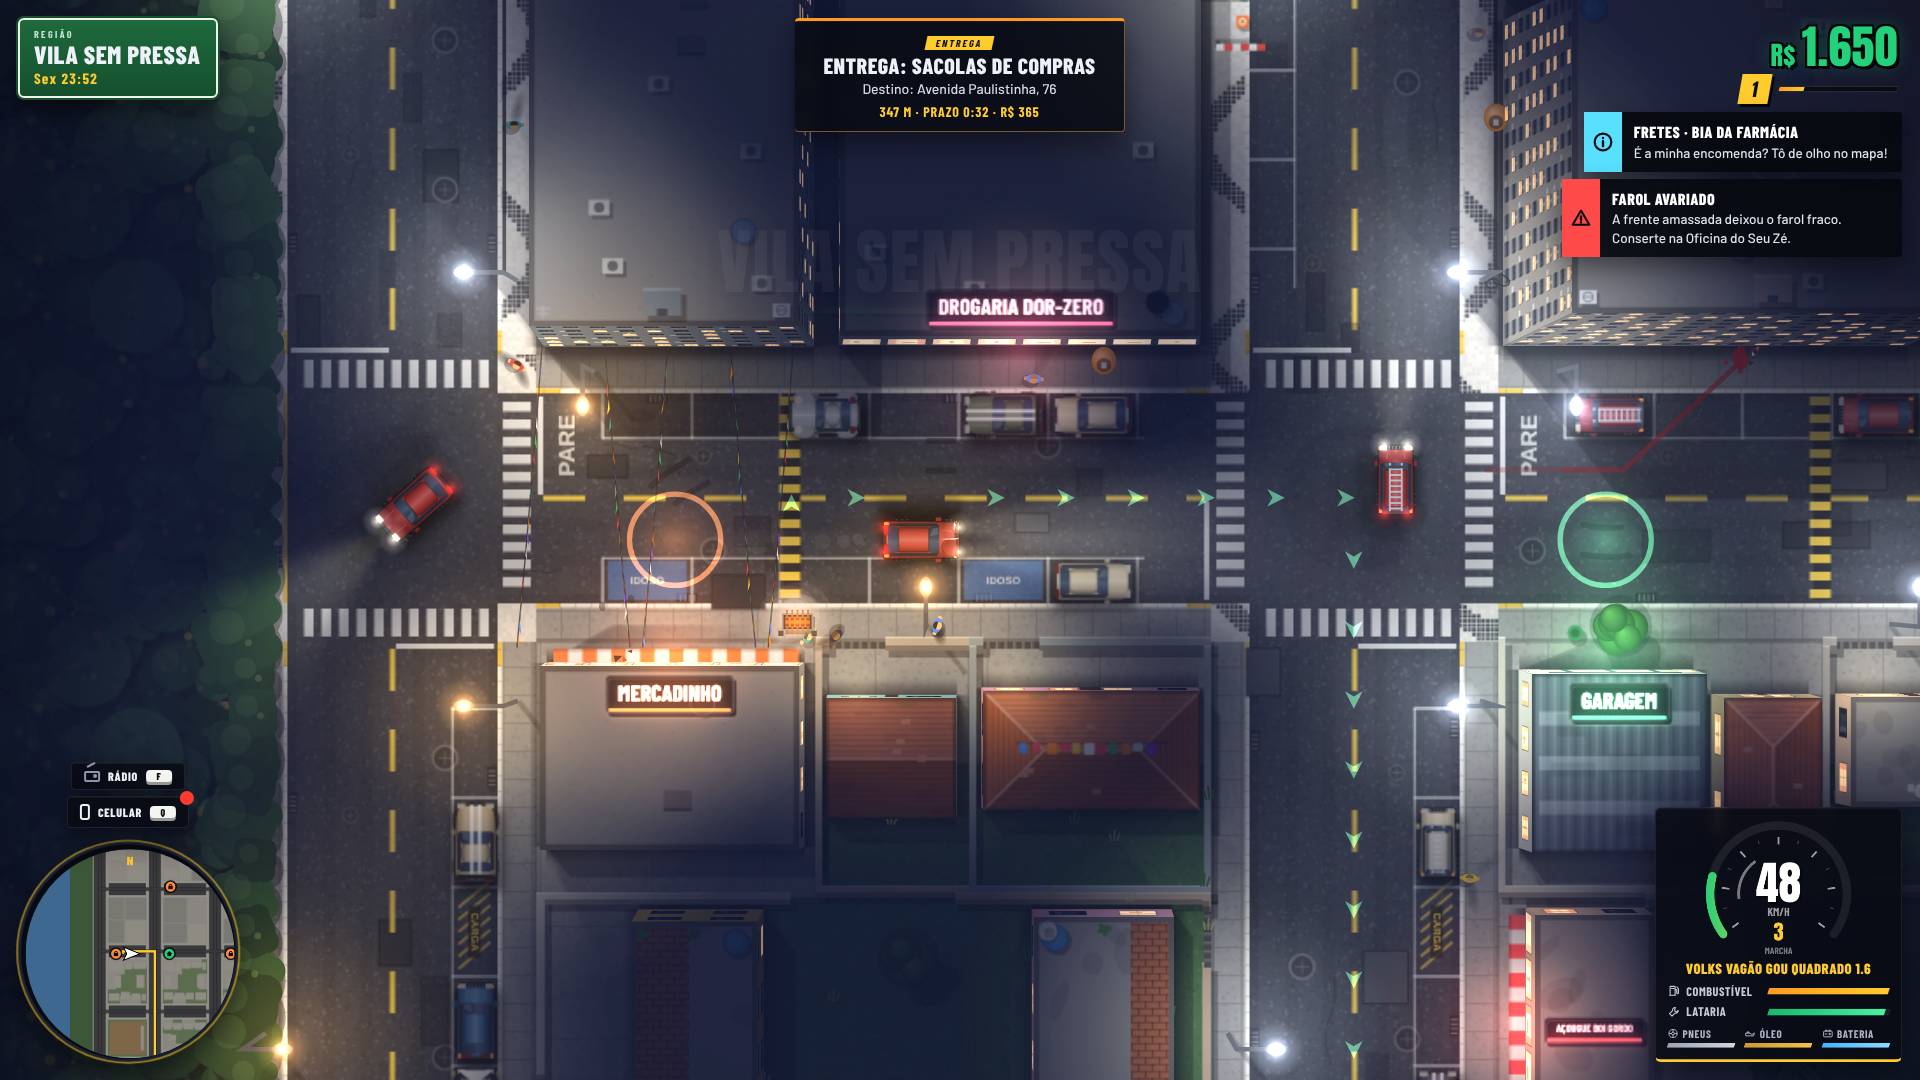 REGIÃO
VILA SEM PRESSA
Sex 23:52
ENTREGA
ENTREGA: SACOLAS DE COMPRAS
Destino: Avenida Paulistinha, 76
347 M · PRAZO 0:32 · R$ 365
R$ 1.650
1
FRETES · BIA DA FARMÁCIA
É a minha encomenda? Tô de olho no mapa!
FAROL AVARIADO
A frente amassada deixou o farol fraco.
Conserte na Oficina do Seu Zé.
VILA SEM PRESSA
DROGARIA DOR-ZERO
PARE
PARE
IDOSO
IDOSO
MERCADINHO
GARAGEM
RÁDIO F
CELULAR Q
N
CARGA
CARGA
AÇOUGUE BOI GORDO
48
KM/H
3
MARCHA
VOLKS VAGÃO GOU QUADRADO 1.6
COMBUSTÍVEL
LATARIA
PNEUS ÓLEO BATERIA